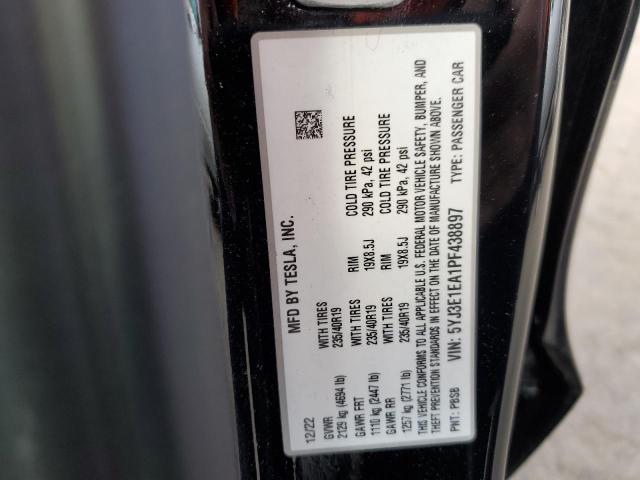 MFD BY TESLA, INC.
12/22
GVWR WITH TIRES
2129 kg (4694 lb) 235/40R19
GAWR FRT WITH TIRES RIM COLD TIRE PRESSURE
1110 kg (2447 lb) 235/40R19 19X8.5J 290 kPa, 42 psi
GAWR RR WITH TIRES RIM COLD TIRE PRESSURE
1257 kg (2771 lb) 235/40R19 19X8.5J 290 kPa, 42 psi
THIS VEHICLE CONFORMS TO ALL APPLICABLE U.S. FEDERAL MOTOR VEHICLE SAFETY, BUMPER, AND
THEFT PREVENTION STANDARDS IN EFFECT ON THE DATE OF MANUFACTURE SHOWN ABOVE.
VIN: 5YJ3E1EA1PF438897 TYPE: PASSENGER CAR
PNT: PBSB